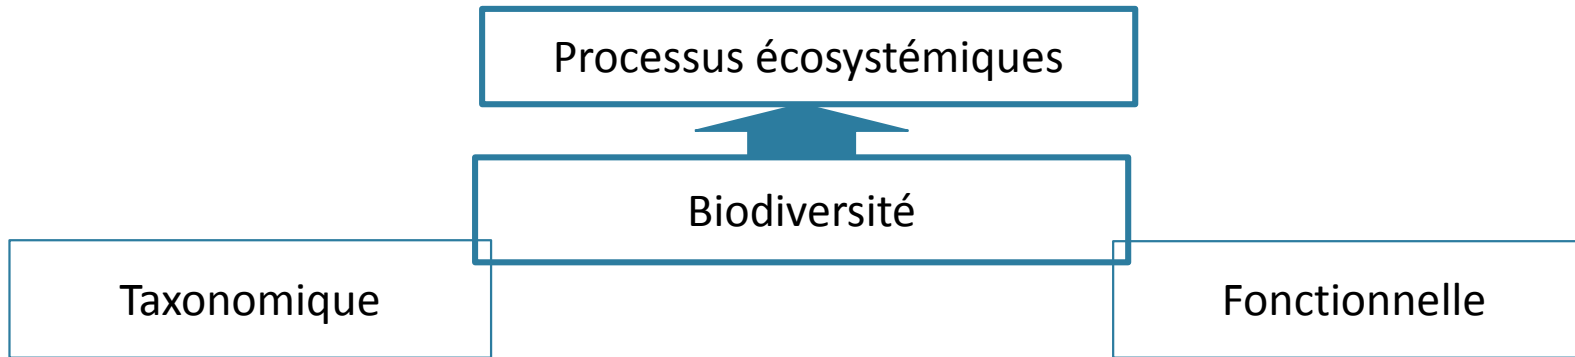 Processus écosystémiques
Biodiversité
Taxonomique
Fonctionnelle